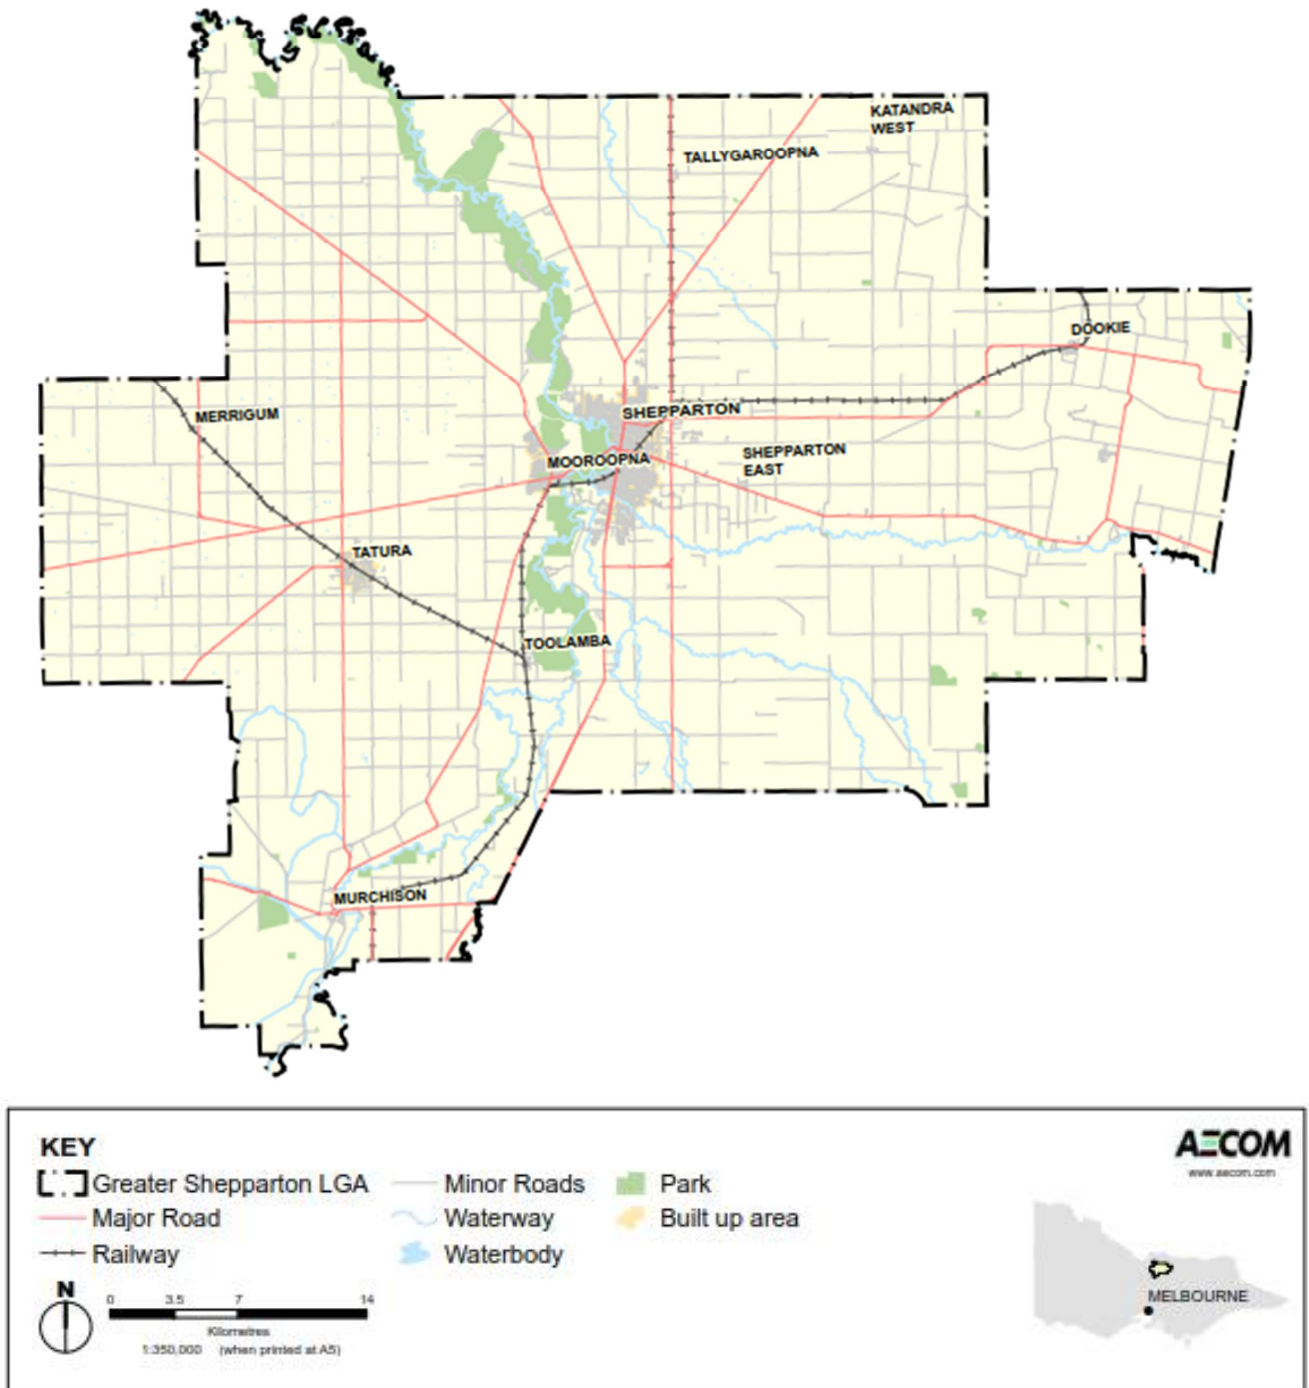 KATANDRA
WEST
TALLYGAROOPNA
DOOKIE
MERRIGUM
SHEPPARTON
SHEPPARTON
EAST
MOOROOPNA
TATURA
TOOLAMBA
MURCHISON
KEY
Greater Shepparton LGA
Major Road
Railway
Minor Roads
Waterway
Waterbody
Park
Built up area
N
0 3.5 7 14
Kilometres
1:350,000 (when printed at A5)
AECOM
www.aecom.com
MELBOURNE